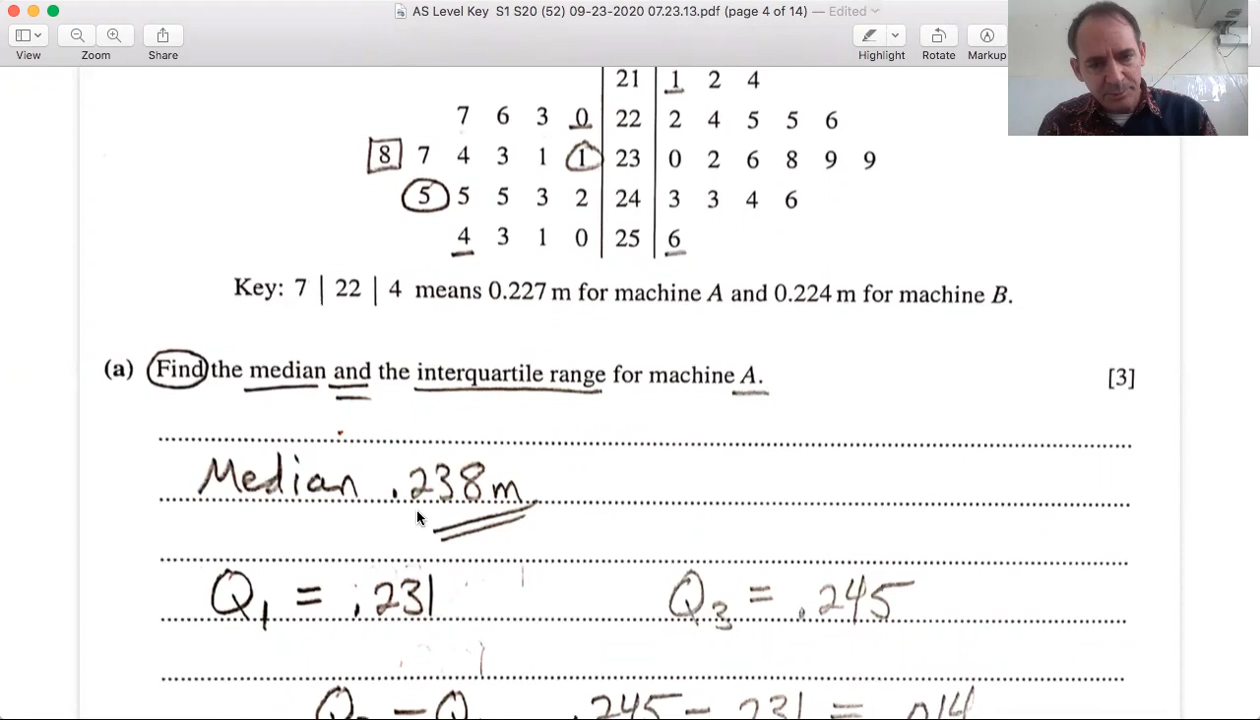 AS Level Key S1 S20 (52) 09-23-2020 07.23.13.pdf (page 4 of 14) — Edited
View Zoom Share Highlight Rotate Markup
21 1 2 4
7 6 3 0 22 2 4 5 5 6
8 7 4 3 1 1 23 0 2 6 8 9 9
5 5 5 3 2 24 3 3 4 6
4 3 1 0 25 6
Key: 7 | 22 | 4 means 0.227 m for machine A and 0.224 m for machine B.
(a) Find the median and the interquartile range for machine A. [3]
Median .238m
Q₁ = .231 Q₃ = .245
.245 – .231 = .014